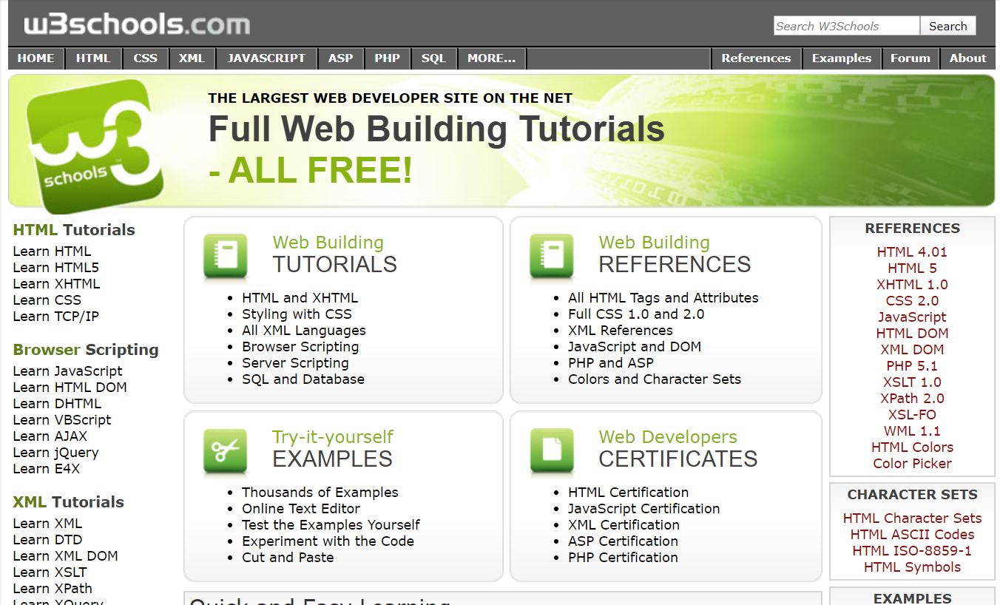 w3schools.com
Search W3Schools
Search
HOME
HTML
CSS
XML
JAVASCRIPT
ASP
PHP
SQL
MORE...
References
Examples
Forum
About
w3
schools
THE LARGEST WEB DEVELOPER SITE ON THE NET
Full Web Building Tutorials
- ALL FREE!
HTML Tutorials
Learn HTML
Learn HTML5
Learn XHTML
Learn CSS
Learn TCP/IP
Browser Scripting
Learn JavaScript
Learn HTML DOM
Learn DHTML
Learn VBScript
Learn AJAX
Learn jQuery
Learn E4X
XML Tutorials
Learn XML
Learn DTD
Learn XML DOM
Learn XSLT
Learn XPath
Learn XQuery
Web Building
TUTORIALS
HTML and XHTML
Styling with CSS
All XML Languages
Browser Scripting
Server Scripting
SQL and Database
Web Building
REFERENCES
All HTML Tags and Attributes
Full CSS 1.0 and 2.0
XML References
JavaScript and DOM
PHP and ASP
Colors and Character Sets
Try-it-yourself
EXAMPLES
Thousands of Examples
Online Text Editor
Test the Examples Yourself
Experiment with the Code
Cut and Paste
Web Developers
CERTIFICATES
HTML Certification
JavaScript Certification
XML Certification
ASP Certification
PHP Certification
Quick and Easy Learning
REFERENCES
HTML 4.01
HTML 5
XHTML 1.0
CSS 2.0
JavaScript
HTML DOM
XML DOM
PHP 5.1
XSLT 1.0
XPath 2.0
XSL-FO
WML 1.1
HTML Colors
Color Picker
CHARACTER SETS
HTML Character Sets
HTML ASCII Codes
HTML ISO-8859-1
HTML Symbols
EXAMPLES